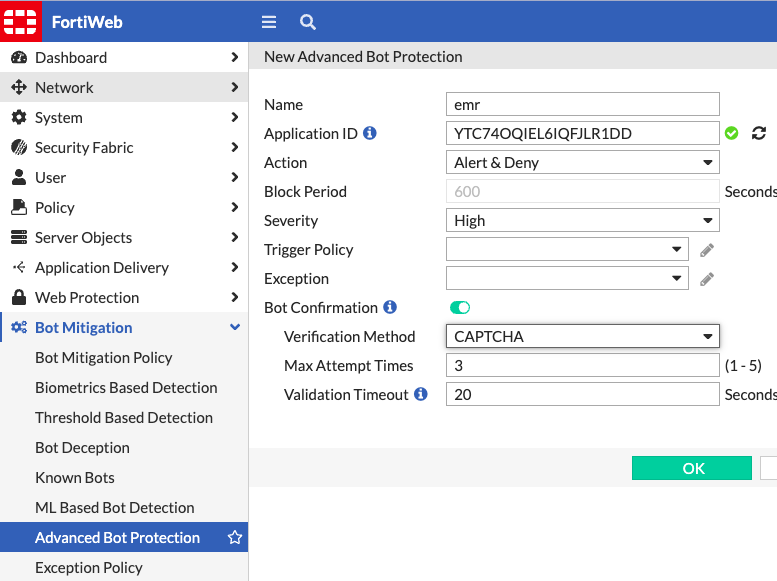 FortiWeb
Dashboard
Network
System
Security Fabric
User
Policy
Server Objects
Application Delivery
Web Protection
Bot Mitigation
Bot Mitigation Policy
Biometrics Based Detection
Threshold Based Detection
Bot Deception
Known Bots
ML Based Bot Detection
Advanced Bot Protection
Exception Policy
New Advanced Bot Protection
Name emr
Application ID YTC74OQIEL6IQFJLR1DD
Action Alert & Deny
Block Period 600 Seconds
Severity High
Trigger Policy
Exception
Bot Confirmation
Verification Method CAPTCHA
Max Attempt Times 3 (1 - 5)
Validation Timeout 20 Seconds
OK